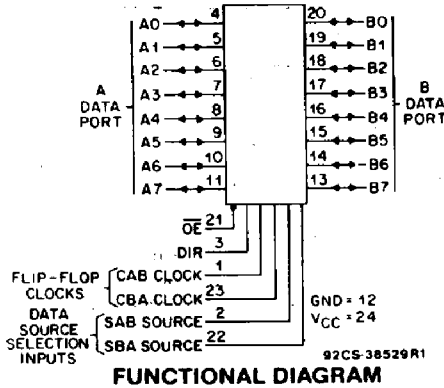 A0 4 20 B0
A1 5 19 B1
A2 6 18 B2
A3 7 17 B3
A4 8 16 B4
A5 9 15 B5
A6 10 14 B6
A7 11 13 B7
A
DATA
PORT
B
DATA
PORT
OE 21
DIR 3
FLIP-FLOP
CLOCKS
CAB CLOCK 1
CBA CLOCK 23
DATA
SOURCE
SELECTION
INPUTS
SAB SOURCE 2
SBA SOURCE 22
GND = 12
VCC = 24
92CS-38529R1
FUNCTIONAL DIAGRAM